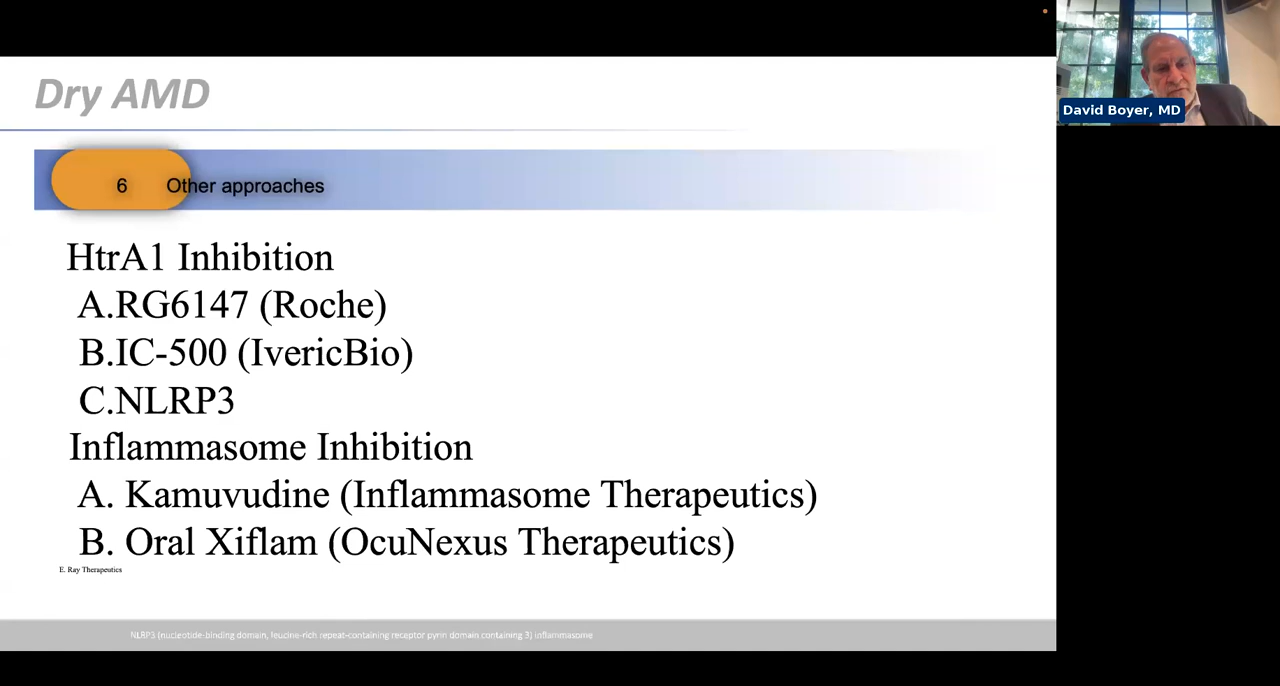 Dry AMD
David Boyer, MD
6 Other approaches
HtrA1 Inhibition
A.RG6147 (Roche)
B.IC-500 (IvericBio)
C.NLRP3
Inflammasome Inhibition
A. Kamuvudine (Inflammasome Therapeutics)
B. Oral Xiflam (OcuNexus Therapeutics)
E. Ray Therapeutics
NLRP3 (nucleotide-binding domain, leucine-rich repeat-containing receptor pyrin domain containing 3) inflammasome